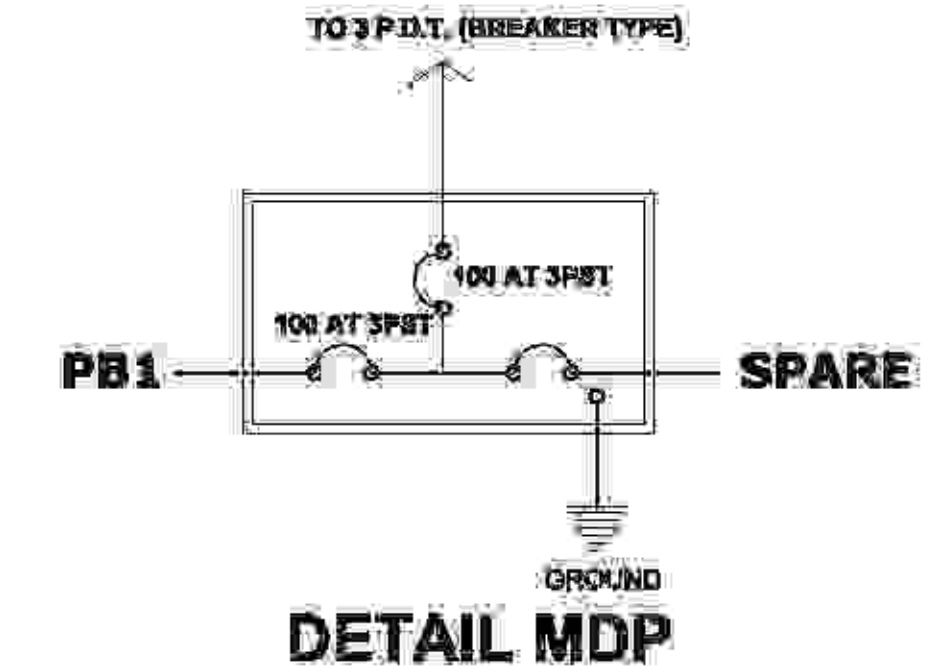 TO 3 P.D.T. (BREAKER TYPE)
100 AT 3PST
100 AT 3PST
PB1
SPARE
GROUND
DETAIL MDP